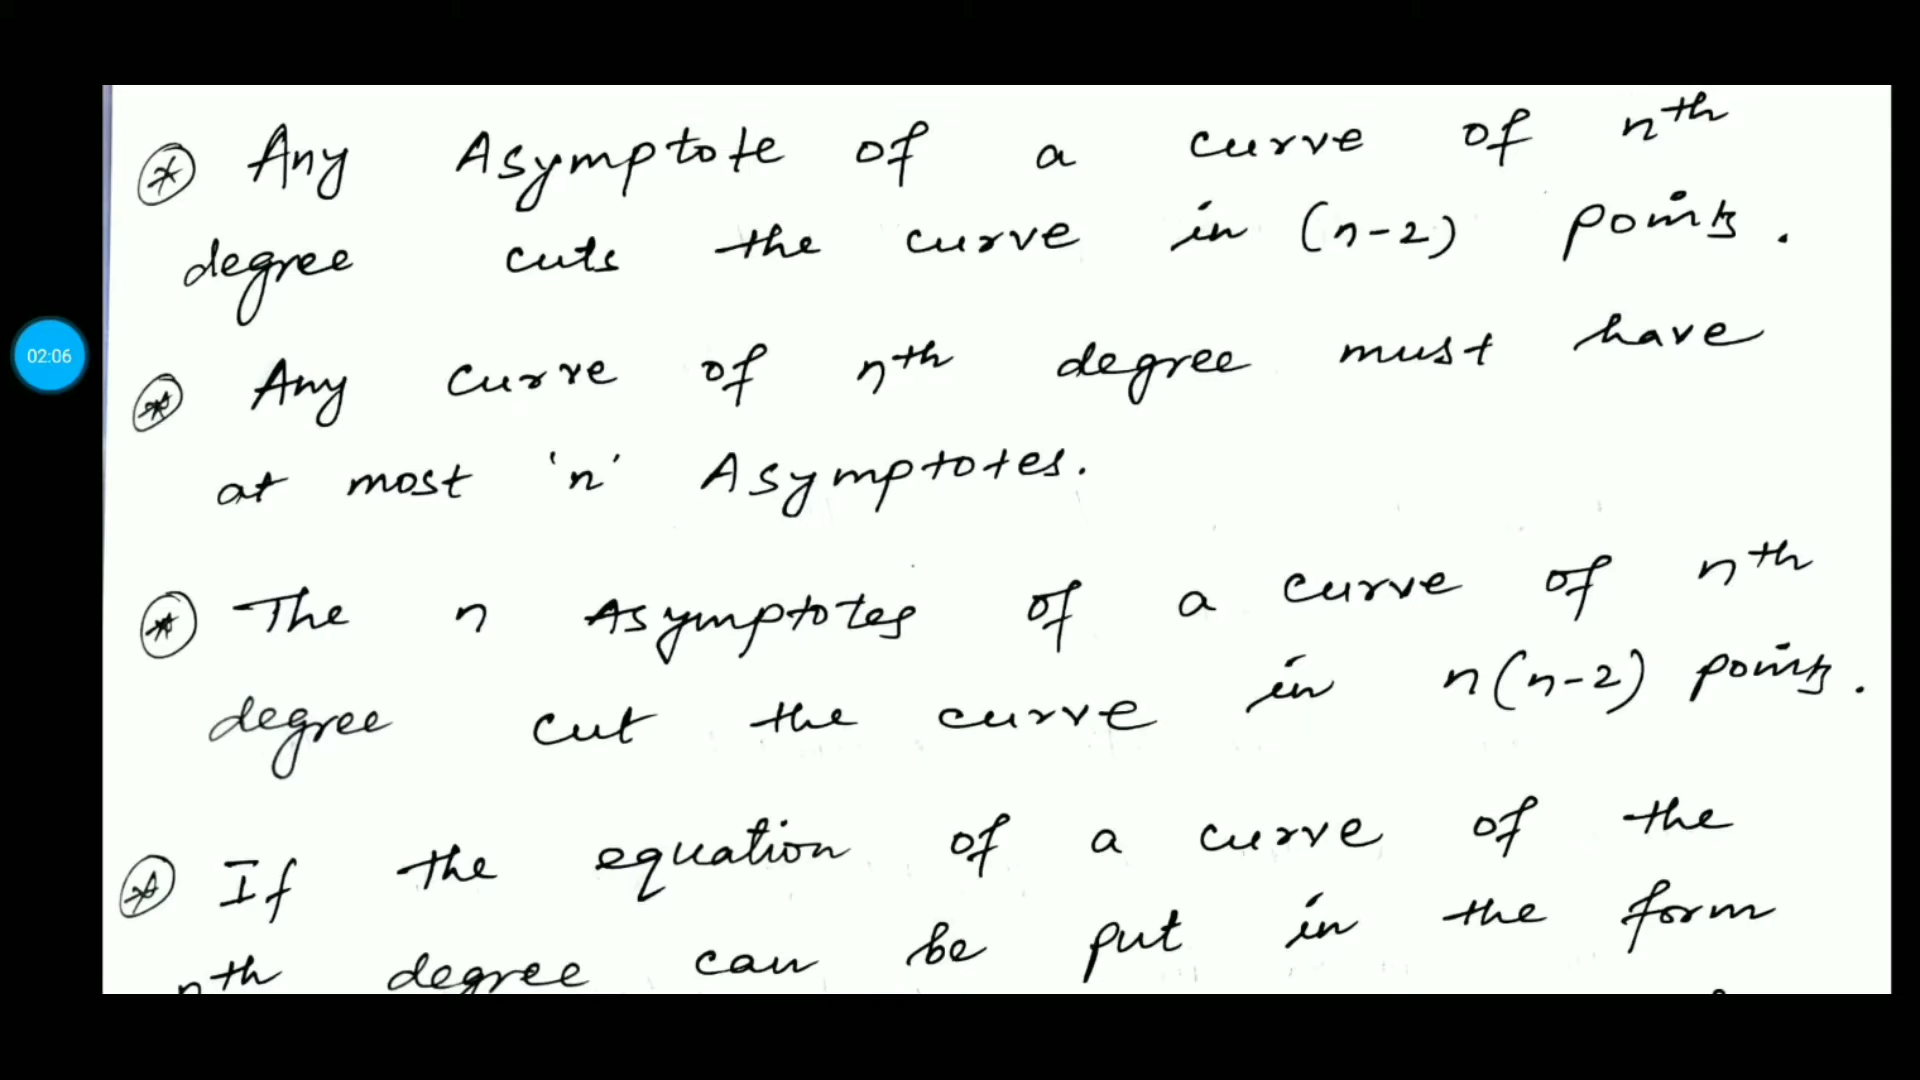 Any Asymptote of a curve of nth
degree cuts the curve in (n-2) points.
02:06
Any curve of nth degree must have
at most 'n' Asymptotes.
The n Asymptotes of a curve of nth
degree cut the curve in n(n-2) points.
If the equation of a curve of the
nth degree can be put in the form